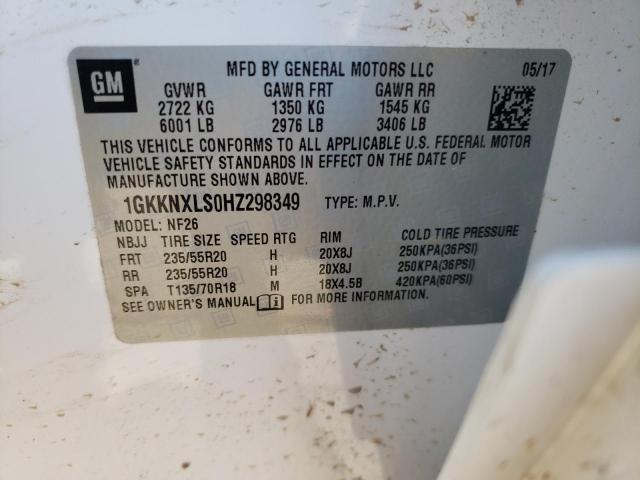 GM
MFD BY GENERAL MOTORS LLC 05/17
GVWR GAWR FRT GAWR RR
2722 KG 1350 KG 1545 KG
6001 LB 2976 LB 3406 LB
THIS VEHICLE CONFORMS TO ALL APPLICABLE U.S. FEDERAL MOTOR
VEHICLE SAFETY STANDARDS IN EFFECT ON THE DATE OF
MANUFACTURE SHOWN ABOVE.
1GKKNXLS0HZ298349 TYPE: M.P.V.
MODEL: NF26
NBJJ TIRE SIZE SPEED RTG RIM COLD TIRE PRESSURE
FRT 235/55R20 H 20X8J 250KPA(36PSI)
RR 235/55R20 H 20X8J 250KPA(36PSI)
SPA T135/70R18 M 18X4.5B 420KPA(60PSI)
SEE OWNER'S MANUAL i FOR MORE INFORMATION.